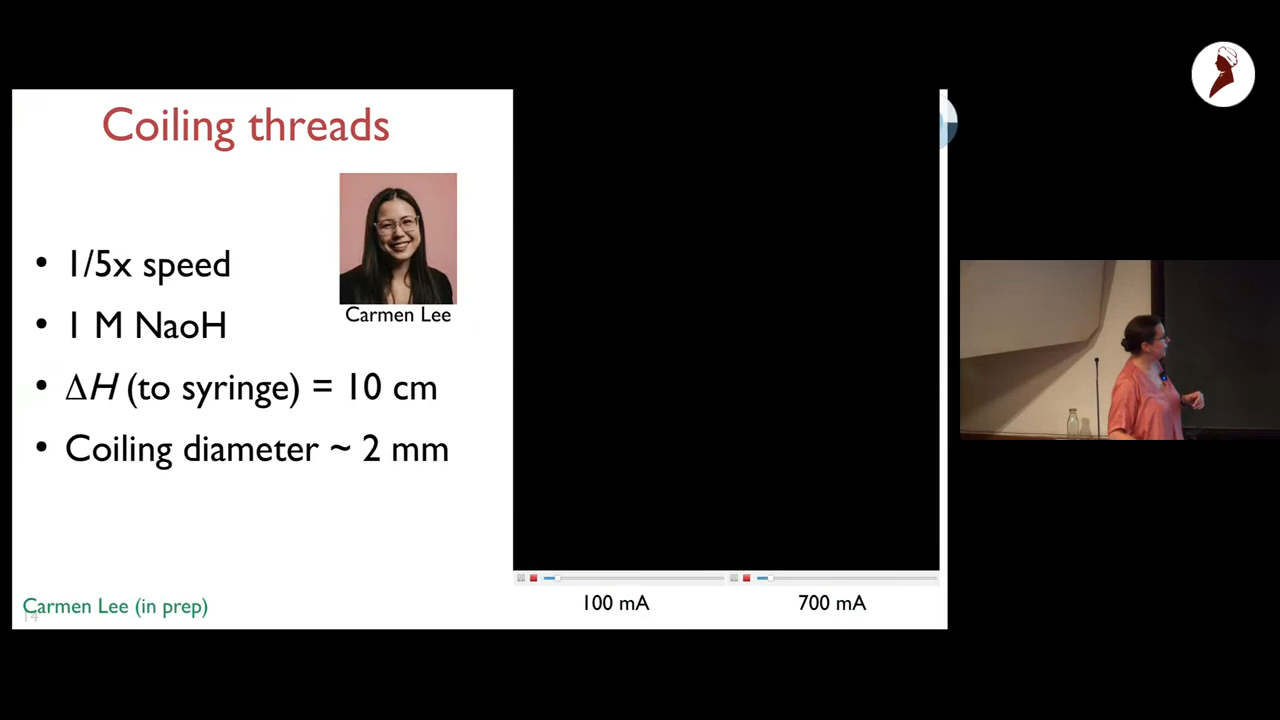 Coiling threads
Carmen Lee
• 1/5x speed
• 1 M NaoH
• ΔH (to syringe) = 10 cm
• Coiling diameter ~ 2 mm
100 mA
700 mA
Carmen Lee (in prep)
14